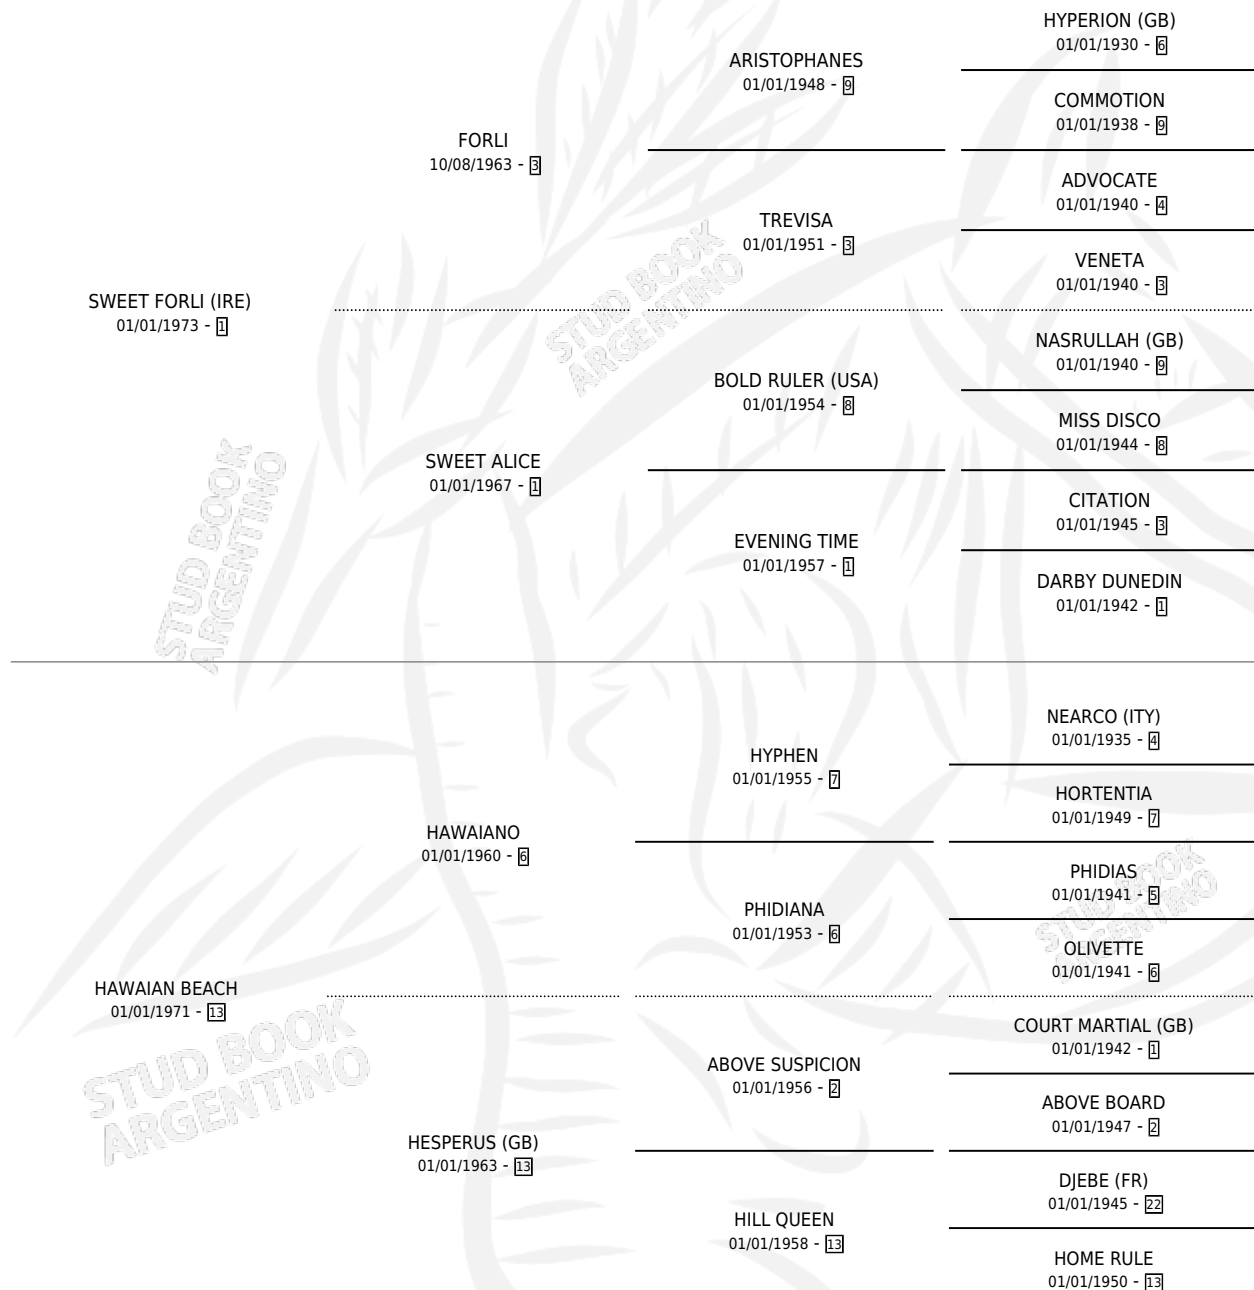 HYPERION (GB)
01/01/1930 - 6
ARISTOPHANES
01/01/1948 - 9
COMMOTION
01/01/1938 - 9
FORLI
10/08/1963 - 3
ADVOCATE
01/01/1940 - 4
TREVISA
01/01/1951 - 3
VENETA
01/01/1940 - 3
SWEET FORLI (IRE)
01/01/1973 - 1
NASRULLAH (GB)
01/01/1940 - 9
BOLD RULER (USA)
01/01/1954 - 8
MISS DISCO
01/01/1944 - 8
SWEET ALICE
01/01/1967 - 1
CITATION
01/01/1945 - 3
EVENING TIME
01/01/1957 - 1
DARBY DUNEDIN
01/01/1942 - 1
STUD BOOK
ARGENTINO
STUD BOOK
ARGENTINO
NEARCO (ITY)
01/01/1935 - 4
HYPHEN
01/01/1955 - 7
HORTENTIA
01/01/1949 - 7
HAWAIANO
01/01/1960 - 6
PHIDIAS
01/01/1941 - 5
PHIDIANA
01/01/1953 - 6
OLIVETTE
01/01/1941 - 6
STUD BOOK
ARGENTINO
HAWAIAN BEACH
01/01/1971 - 13
COURT MARTIAL (GB)
01/01/1942 - 1
ABOVE SUSPICION
01/01/1956 - 2
ABOVE BOARD
01/01/1947 - 2
STUD BOOK
ARGENTINO
HESPERUS (GB)
01/01/1963 - 13
DJEBE (FR)
01/01/1945 - 22
HILL QUEEN
01/01/1958 - 13
HOME RULE
01/01/1950 - 13